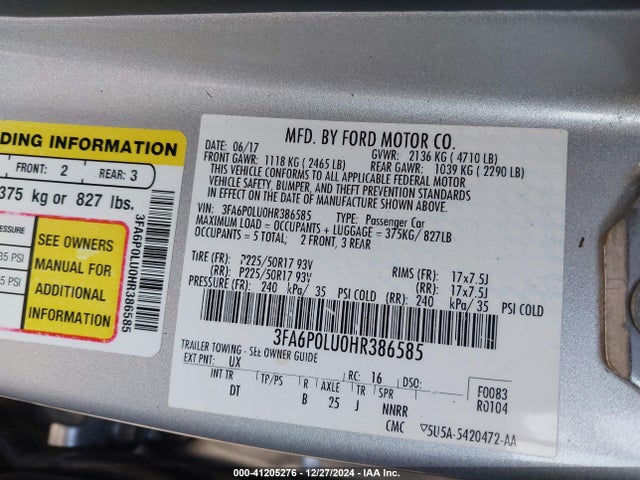 DING INFORMATION
FRONT: 2 REAR: 3
375 kg or 827 lbs.
RESSURE
35 PSI
5 PSI
SEE OWNERS
MANUAL FOR
ADDITIONAL
INFORMATION
3FA6P0LU0HR386585
MFD. BY FORD MOTOR CO.
DATE: 06/17 GVWR: 2136 KG ( 4710 LB)
FRONT GAWR: 1118 KG ( 2465 LB) REAR GAWR: 1039 KG ( 2290 LB)
THIS VEHICLE CONFORMS TO ALL APPLICABLE FEDERAL MOTOR
VEHICLE SAFETY, BUMPER, AND THEFT PREVENTION STANDARDS
IN EFFECT ON THE DATE OF MANUFACTURE SHOWN ABOVE.
VIN: 3FA6P0LU0HR386585 TYPE: Passenger Car
MAXIMUM LOAD = OCCUPANTS + LUGGAGE = 375KG/ 827LB
OCCUPANTS = 5 TOTAL, 2 FRONT, 3 REAR
TIRE (FR): P225/50R17 93V RIMS (FR): 17x7.5J
(RR): P225/50R17 93V (RR): 17x7.5J
PRESSURE (FR): 240 kPa/ 35 PSI COLD (RR): 240 kPa/ 35 PSI COLD
3FA6P0LU0HR386585
TRAILER TOWING - SEE OWNER GUIDE
EXT PNT: UX RC: 16 DSO: F0083
R0104
INT TR TP/PS R AXLE TR SPR
DT B 25 J NNRR
CMC ▽5U5A-5420472-AA
000-41205276 - 12/27/2024 - IAA Inc.